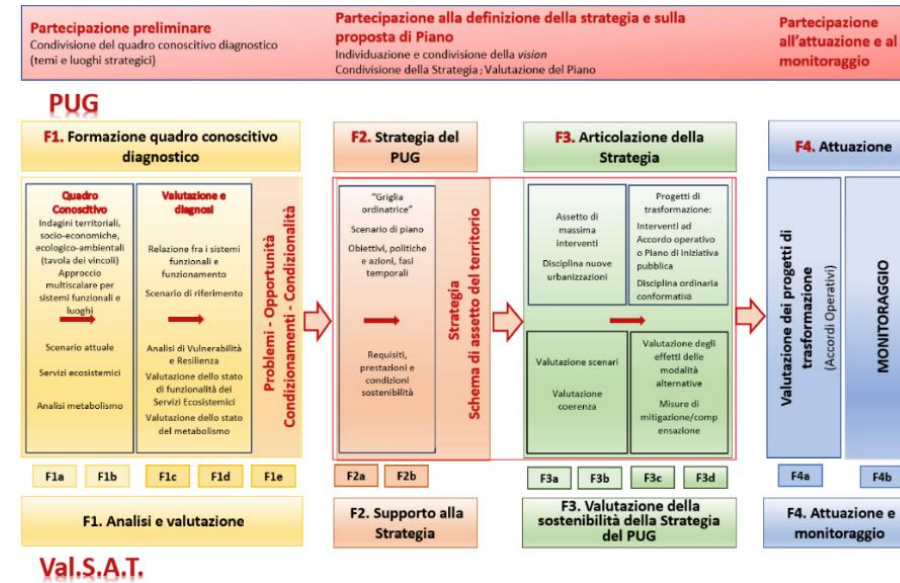 Partecipazione preliminare
Condivisione del quadro conoscitivo diagnostico
(temi e luoghi strategici)
Partecipazione alla definizione della strategia e sulla
proposta di Piano
Individuazione e condivisione della vision
Condivisione della Strategia; Valutazione del Piano
Partecipazione
all'attuazione e al
monitoraggio
PUG
F1. Formazione quadro conoscitivo
diagnostico
F2. Strategia del
PUG
F3. Articolazione della
Strategia
F4. Attuazione
Quadro
Conoscitivo
Indagini territoriali,
socio-economiche,
ecologico-ambientali
(tavola dei vincoli)
Approccio
multiscalare per
sistemi funzionali e
luoghi
Scenario attuale
Servizi ecosistemici
Analisi metabolismo
Valutazione e
diagnosi
Relazione fra i sistemi
funzionali e
funzionamento
Scenario di riferimento
Analisi di Vulnerabilità
e Resilienza
Valutazione dello stato
di funzionalità dei
Servizi Ecosistemici
Valutazione dello stato
del metabolismo
Problemi - Opportunità
Condizionamenti - Condizionalità
"Griglia
ordinatrice"
Scenario di piano
Obiettivi, politiche
e azioni, fasi
temporali
Requisiti,
prestazioni e
condizioni
sostenibilità
Strategia
Schema di assetto del territorio
Assetto di
massima
interventi
Disciplina nuove
urbanizzazioni
Progetti di
trasformazione:
Interventi ad
Accordo operativo
o Piano di iniziativa
pubblica
Disciplina ordinaria
conformativa
Valutazione scenari
Valutazione
coerenza
Valutazione degli
effetti delle
modalità
alternative
Misure di
mitigazione/comp
ensazione
Valutazione dei progetti di
trasformazione
(Accordi Operativi)
MONITORAGGIO
F1a F1b F1c F1d F1e F2a F2b F3a F3b F3c F3d F4a F4b
F1. Analisi e valutazione
F2. Supporto alla
Strategia
F3. Valutazione della
sostenibilità della Strategia
del PUG
F4. Attuazione e
monitoraggio
Val.S.A.T.